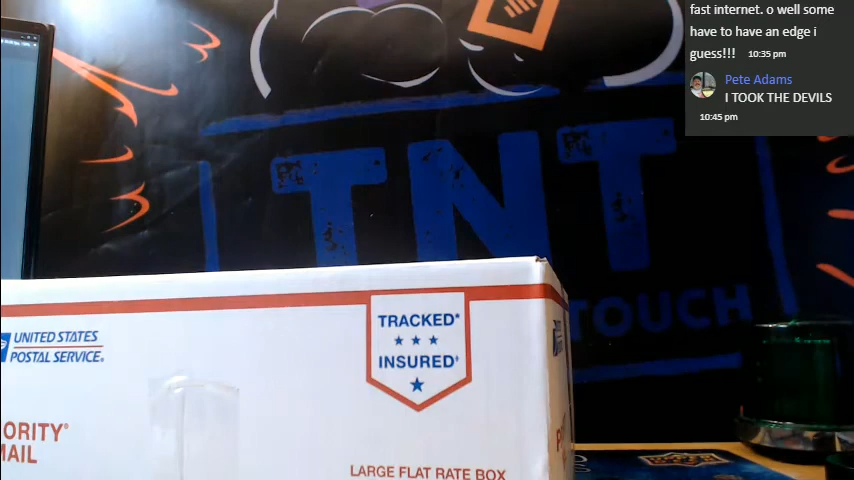 fast internet. o well some
have to have an edge i
guess!!! 10:35 pm
Pete Adams
I TOOK THE DEVILS
10:45 pm
TNT
TOUCH
TRACKED*
INSURED
UNITED STATES
POSTAL SERVICE®
ORITY®
MAIL
LARGE FLAT RATE BOX